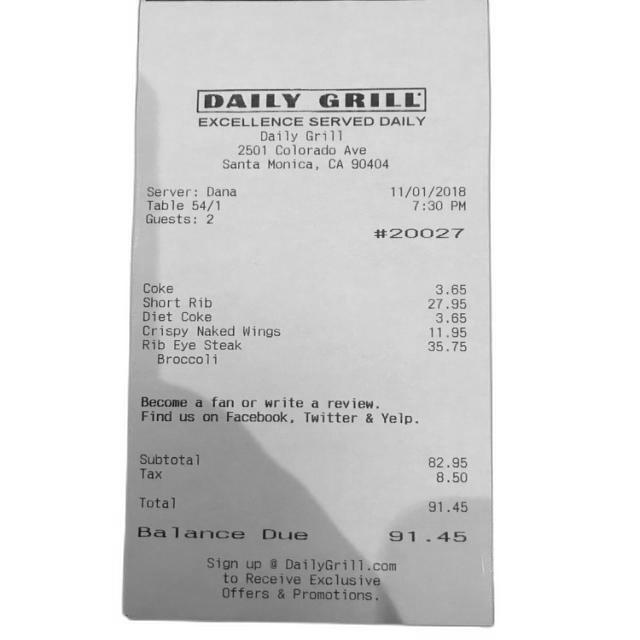 DAILY GRILL
EXCELLENCE SERVED DAILY
Daily Grill
2501 Colorado Ave
Santa Monica, CA 90404
Server: Dana 11/01/2018
Table 54/1 7:30 PM
Guests: 2
#20027
Coke 3.65
Short Rib 27.95
Diet Coke 3.65
Crispy Naked Wings 11.95
Rib Eye Steak 35.75
Broccoli
Become a fan or write a review.
Find us on Facebook, Twitter & Yelp.
Subtotal 82.95
Tax 8.50
Total 91.45
Balance Due 91.45
Sign up @ DailyGrill.com
to Receive Exclusive
Offers & Promotions.